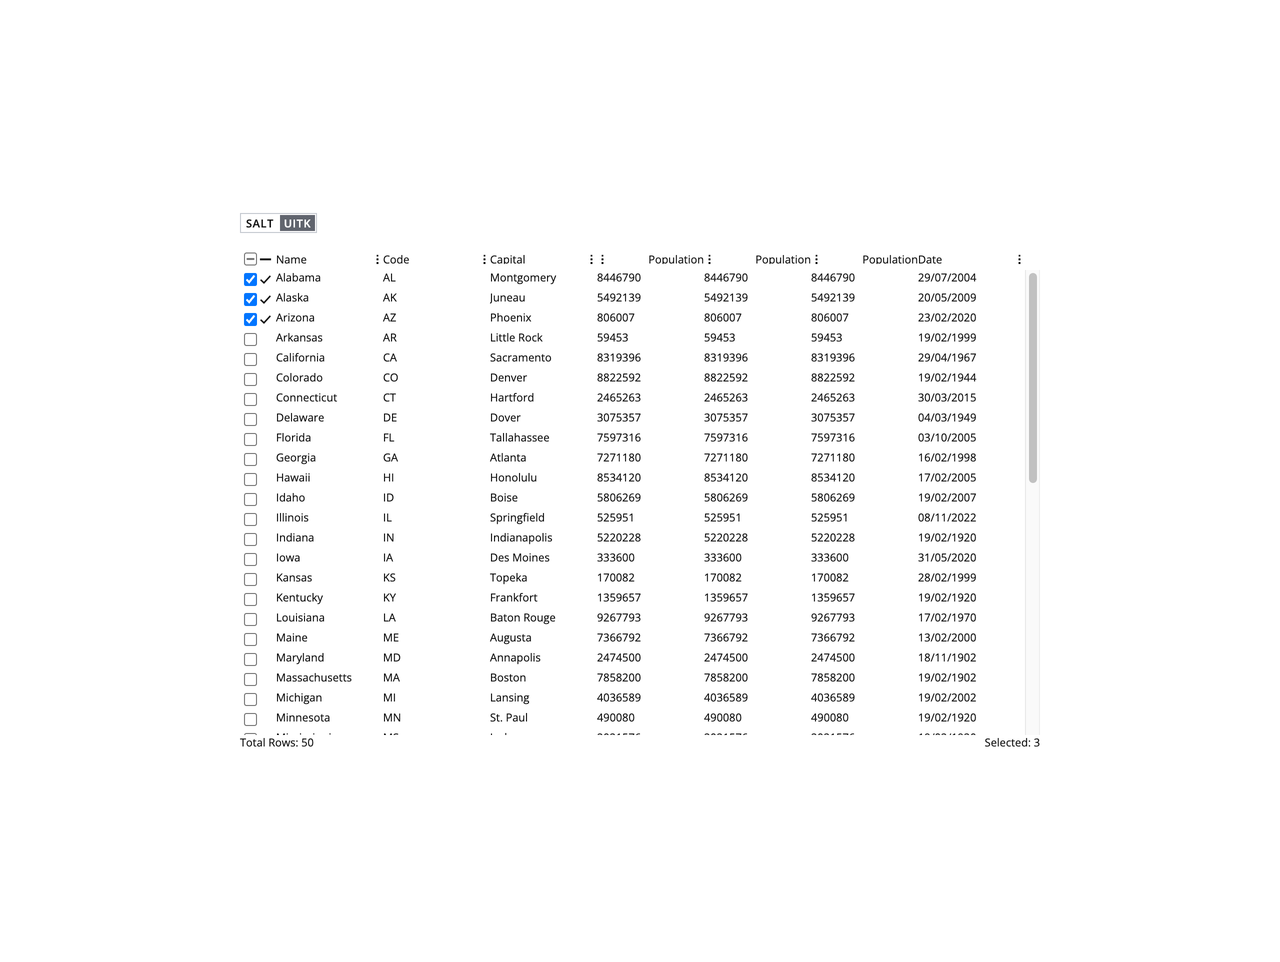 SALT UITK
Name Code Capital Population Population Population Date
Alabama AL Montgomery 8446790 8446790 8446790 29/07/2004
Alaska AK Juneau 5492139 5492139 5492139 20/05/2009
Arizona AZ Phoenix 806007 806007 806007 23/02/2020
Arkansas AR Little Rock 59453 59453 59453 19/02/1999
California CA Sacramento 8319396 8319396 8319396 29/04/1967
Colorado CO Denver 8822592 8822592 8822592 19/02/1944
Connecticut CT Hartford 2465263 2465263 2465263 30/03/2015
Delaware DE Dover 3075357 3075357 3075357 04/03/1949
Florida FL Tallahassee 7597316 7597316 7597316 03/10/2005
Georgia GA Atlanta 7271180 7271180 7271180 16/02/1998
Hawaii HI Honolulu 8534120 8534120 8534120 17/02/2005
Idaho ID Boise 5806269 5806269 5806269 19/02/2007
Illinois IL Springfield 525951 525951 525951 08/11/2022
Indiana IN Indianapolis 5220228 5220228 5220228 19/02/1920
Iowa IA Des Moines 333600 333600 333600 31/05/2020
Kansas KS Topeka 170082 170082 170082 28/02/1999
Kentucky KY Frankfort 1359657 1359657 1359657 19/02/1920
Louisiana LA Baton Rouge 9267793 9267793 9267793 17/02/1970
Maine ME Augusta 7366792 7366792 7366792 13/02/2000
Maryland MD Annapolis 2474500 2474500 2474500 18/11/1902
Massachusetts MA Boston 7858200 7858200 7858200 19/02/1902
Michigan MI Lansing 4036589 4036589 4036589 19/02/2002
Minnesota MN St. Paul 490080 490080 490080 19/02/1920
Total Rows: 50 Selected: 3